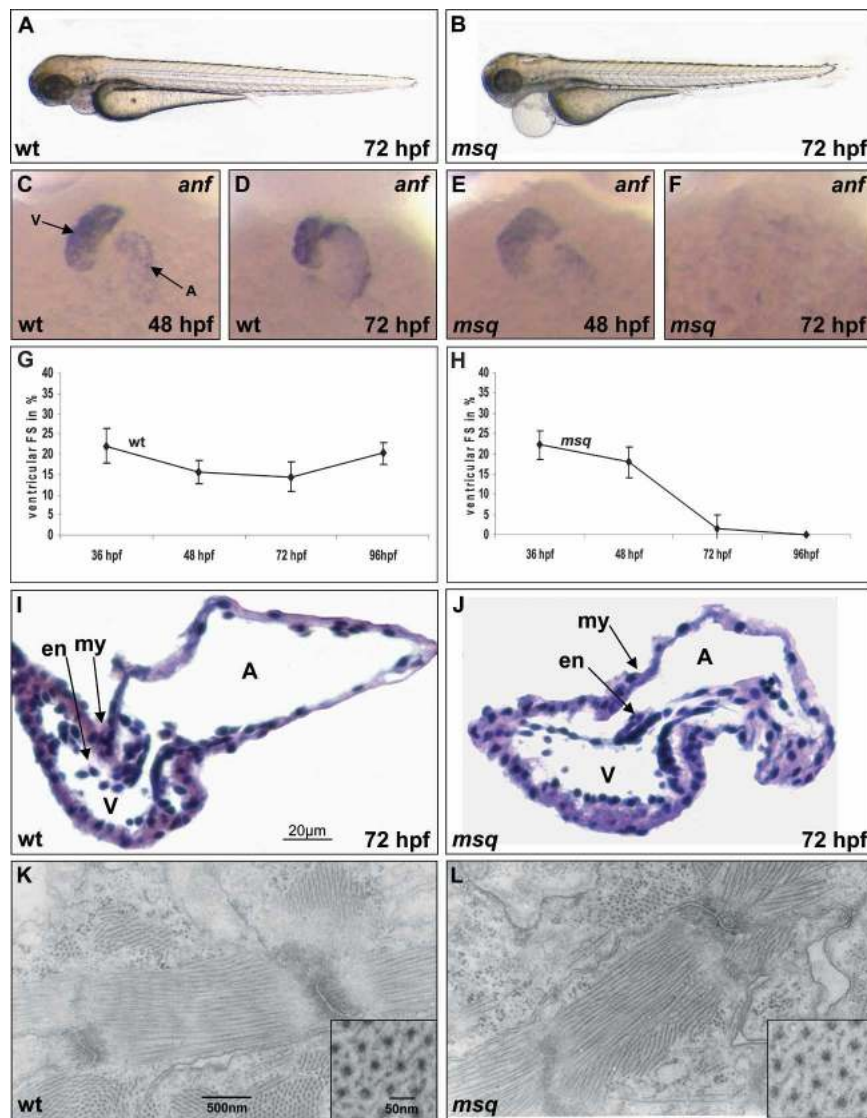 A
wt
72 hpf
B
msq
72 hpf
C
anf
V
A
wt
48 hpf
D
anf
wt
72 hpf
E
anf
msq
48 hpf
F
anf
msq
72 hpf
G
ventricular FS in %
40
35
30
25
20
15
10
5
0
wt
36 hpf
48 hpf
72 hpf
96hpf
H
ventricular FS in %
40
35
30
25
20
15
10
5
0
msq
36 hpf
48 hpf
72 hpf
96hpf
I
en
my
A
V
wt
20µm
72 hpf
J
my
en
A
V
msq
72 hpf
K
wt
500nm
50nm
L
msq